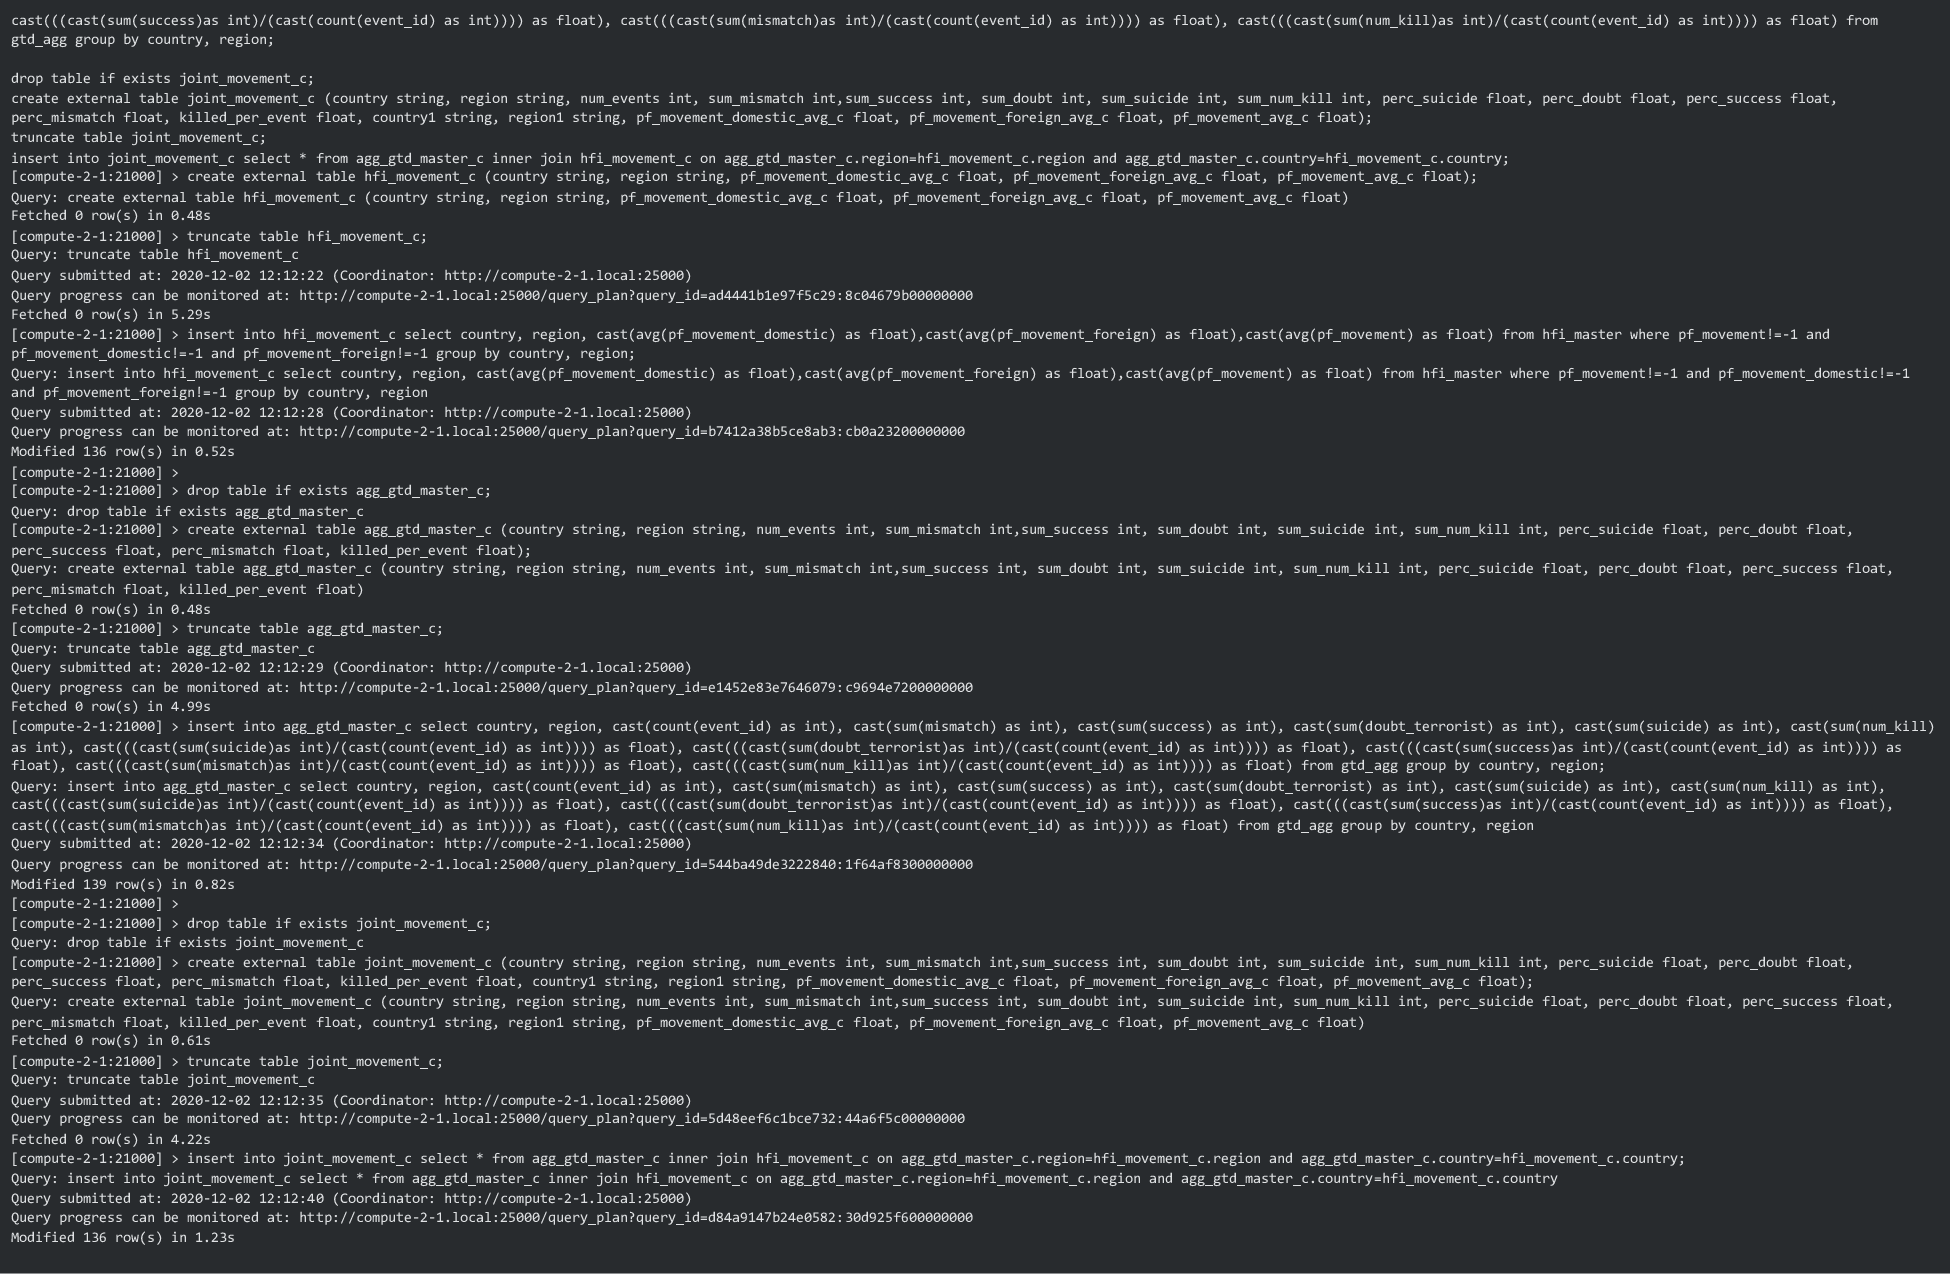 cast(((cast(sum(success)as int)/(cast(count(event_id) as int)))) as float), cast(((cast(sum(mismatch)as int)/(cast(count(event_id) as int)))) as float), cast(((cast(sum(num_kill)as int)/(cast(count(event_id) as int)))) as float) from
gtd_agg group by country, region;
drop table if exists joint_movement_c;
create external table joint_movement_c (country string, region string, num_events int, sum_mismatch int,sum_success int, sum_doubt int, sum_suicide int, sum_num_kill int, perc_suicide float, perc_doubt float, perc_success float,
perc_mismatch float, killed_per_event float, country1 string, region1 string, pf_movement_domestic_avg_c float, pf_movement_foreign_avg_c float, pf_movement_avg_c float);
truncate table joint_movement_c;
insert into joint_movement_c select * from agg_gtd_master_c inner join hfi_movement_c on agg_gtd_master_c.region=hfi_movement_c.region and agg_gtd_master_c.country=hfi_movement_c.country;
[compute-2-1:21000] > create external table hfi_movement_c (country string, region string, pf_movement_domestic_avg_c float, pf_movement_foreign_avg_c float, pf_movement_avg_c float);
Query: create external table hfi_movement_c (country string, region string, pf_movement_domestic_avg_c float, pf_movement_foreign_avg_c float, pf_movement_avg_c float)
Fetched 0 row(s) in 0.48s
[compute-2-1:21000] > truncate table hfi_movement_c;
Query: truncate table hfi_movement_c
Query submitted at: 2020-12-02 12:12:22 (Coordinator: http://compute-2-1.local:25000)
Query progress can be monitored at: http://compute-2-1.local:25000/query_plan?query_id=ad4441b1e97f5c29:8c04679b00000000
Fetched 0 row(s) in 5.29s
[compute-2-1:21000] > insert into hfi_movement_c select country, region, cast(avg(pf_movement_domestic) as float),cast(avg(pf_movement_foreign) as float),cast(avg(pf_movement) as float) from hfi_master where pf_movement!=-1 and
pf_movement_domestic!=-1 and pf_movement_foreign!=-1 group by country, region;
Query: insert into hfi_movement_c select country, region, cast(avg(pf_movement_domestic) as float),cast(avg(pf_movement_foreign) as float),cast(avg(pf_movement) as float) from hfi_master where pf_movement!=-1 and pf_movement_domestic!=-1
and pf_movement_foreign!=-1 group by country, region
Query submitted at: 2020-12-02 12:12:28 (Coordinator: http://compute-2-1.local:25000)
Query progress can be monitored at: http://compute-2-1.local:25000/query_plan?query_id=b7412a38b5ce8ab3:cb0a23200000000
Modified 136 row(s) in 0.52s
[compute-2-1:21000] >
[compute-2-1:21000] > drop table if exists agg_gtd_master_c;
Query: drop table if exists agg_gtd_master_c
[compute-2-1:21000] > create external table agg_gtd_master_c (country string, region string, num_events int, sum_mismatch int,sum_success int, sum_doubt int, sum_suicide int, sum_num_kill int, perc_suicide float, perc_doubt float,
perc_success float, perc_mismatch float, killed_per_event float);
Query: create external table agg_gtd_master_c (country string, region string, num_events int, sum_mismatch int,sum_success int, sum_doubt int, sum_suicide int, sum_num_kill int, perc_suicide float, perc_doubt float, perc_success float,
perc_mismatch float, killed_per_event float)
Fetched 0 row(s) in 0.48s
[compute-2-1:21000] > truncate table agg_gtd_master_c;
Query: truncate table agg_gtd_master_c
Query submitted at: 2020-12-02 12:12:29 (Coordinator: http://compute-2-1.local:25000)
Query progress can be monitored at: http://compute-2-1.local:25000/query_plan?query_id=e1452e83e7646079:c9694e7200000000
Fetched 0 row(s) in 4.99s
[compute-2-1:21000] > insert into agg_gtd_master_c select country, region, cast(count(event_id) as int), cast(sum(mismatch) as int), cast(sum(success) as int), cast(sum(doubt_terrorist) as int), cast(sum(suicide) as int), cast(sum(num_kill)
as int), cast(((cast(sum(suicide)as int)/(cast(count(event_id) as int)))) as float), cast(((cast(sum(doubt_terrorist)as int)/(cast(count(event_id) as int)))) as float), cast(((cast(sum(success)as int)/(cast(count(event_id) as int)))) as
float), cast(((cast(sum(mismatch)as int)/(cast(count(event_id) as int)))) as float), cast(((cast(sum(num_kill)as int)/(cast(count(event_id) as int)))) as float) from gtd_agg group by country, region;
Query: insert into agg_gtd_master_c select country, region, cast(count(event_id) as int), cast(sum(mismatch) as int), cast(sum(success) as int), cast(sum(doubt_terrorist) as int), cast(sum(suicide) as int), cast(sum(num_kill) as int),
cast(((cast(sum(suicide)as int)/(cast(count(event_id) as int)))) as float), cast(((cast(sum(doubt_terrorist)as int)/(cast(count(event_id) as int)))) as float), cast(((cast(sum(success)as int)/(cast(count(event_id) as int)))) as float),
cast(((cast(sum(mismatch)as int)/(cast(count(event_id) as int)))) as float), cast(((cast(sum(num_kill)as int)/(cast(count(event_id) as int)))) as float) from gtd_agg group by country, region
Query submitted at: 2020-12-02 12:12:34 (Coordinator: http://compute-2-1.local:25000)
Query progress can be monitored at: http://compute-2-1.local:25000/query_plan?query_id=544ba49de3222840:1f64af8300000000
Modified 139 row(s) in 0.82s
[compute-2-1:21000] >
[compute-2-1:21000] > drop table if exists joint_movement_c;
Query: drop table if exists joint_movement_c
[compute-2-1:21000] > create external table joint_movement_c (country string, region string, num_events int, sum_mismatch int,sum_success int, sum_doubt int, sum_suicide int, sum_num_kill int, perc_suicide float, perc_doubt float,
perc_success float, perc_mismatch float, killed_per_event float, country1 string, region1 string, pf_movement_domestic_avg_c float, pf_movement_foreign_avg_c float, pf_movement_avg_c float);
Query: create external table joint_movement_c (country string, region string, num_events int, sum_mismatch int,sum_success int, sum_doubt int, sum_suicide int, sum_num_kill int, perc_suicide float, perc_doubt float, perc_success float,
perc_mismatch float, killed_per_event float, country1 string, region1 string, pf_movement_domestic_avg_c float, pf_movement_foreign_avg_c float, pf_movement_avg_c float)
Fetched 0 row(s) in 0.61s
[compute-2-1:21000] > truncate table joint_movement_c;
Query: truncate table joint_movement_c
Query submitted at: 2020-12-02 12:12:35 (Coordinator: http://compute-2-1.local:25000)
Query progress can be monitored at: http://compute-2-1.local:25000/query_plan?query_id=5d48eef6c1bce732:44a6f5c00000000
Fetched 0 row(s) in 4.22s
[compute-2-1:21000] > insert into joint_movement_c select * from agg_gtd_master_c inner join hfi_movement_c on agg_gtd_master_c.region=hfi_movement_c.region and agg_gtd_master_c.country=hfi_movement_c.country;
Query: insert into joint_movement_c select * from agg_gtd_master_c inner join hfi_movement_c on agg_gtd_master_c.region=hfi_movement_c.region and agg_gtd_master_c.country=hfi_movement_c.country
Query submitted at: 2020-12-02 12:12:40 (Coordinator: http://compute-2-1.local:25000)
Query progress can be monitored at: http://compute-2-1.local:25000/query_plan?query_id=d84a9147b24e0582:30d925f600000000
Modified 136 row(s) in 1.23s